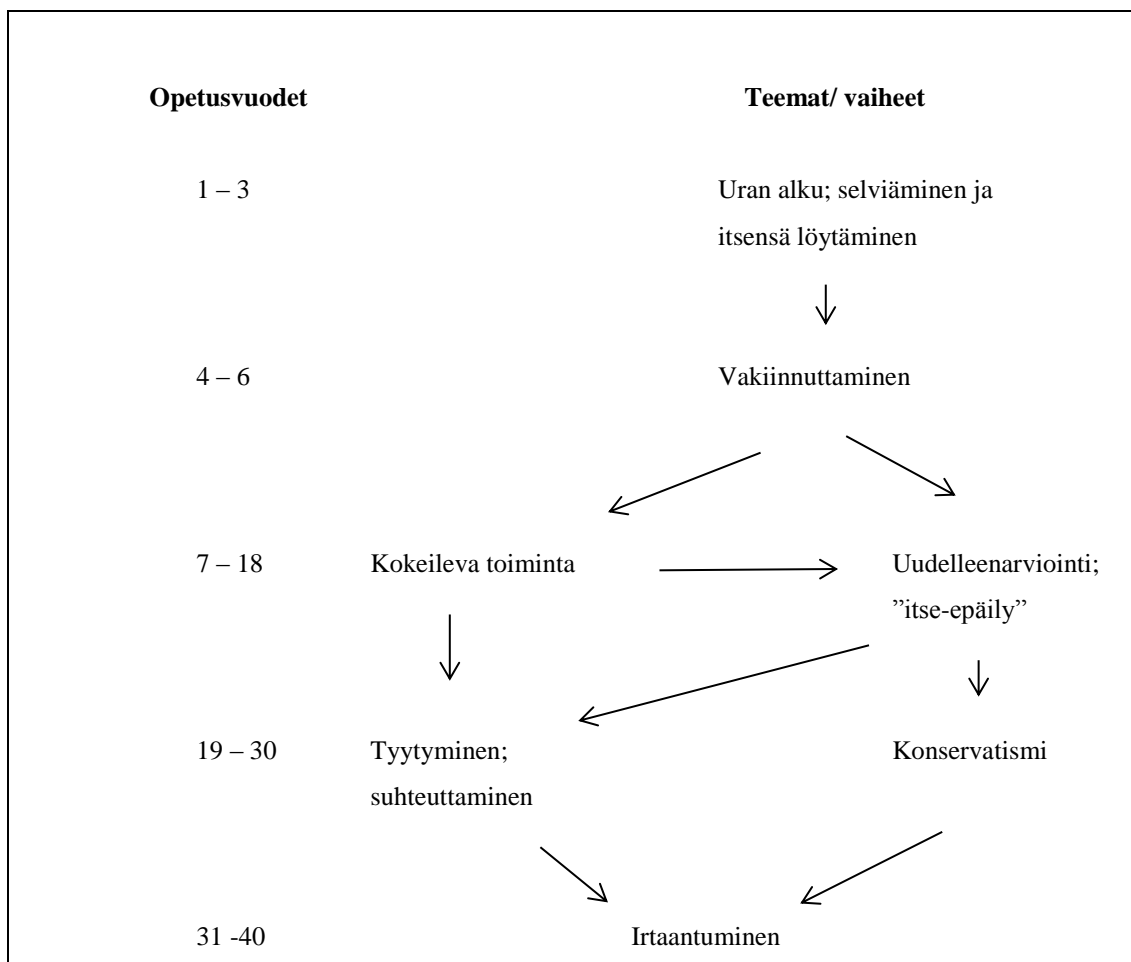 Opetusvuodet Teemat/ vaiheet
1 – 3 Uran alku; selviäminen ja
itsensä löytäminen
4 – 6 Vakiinnuttaminen
7 – 18 Kokeileva toiminta Uudelleenarviointi;
”itse-epäily”
19 – 30 Tyytyminen; Konservatismi
suhteuttaminen
31 -40 Irtaantuminen